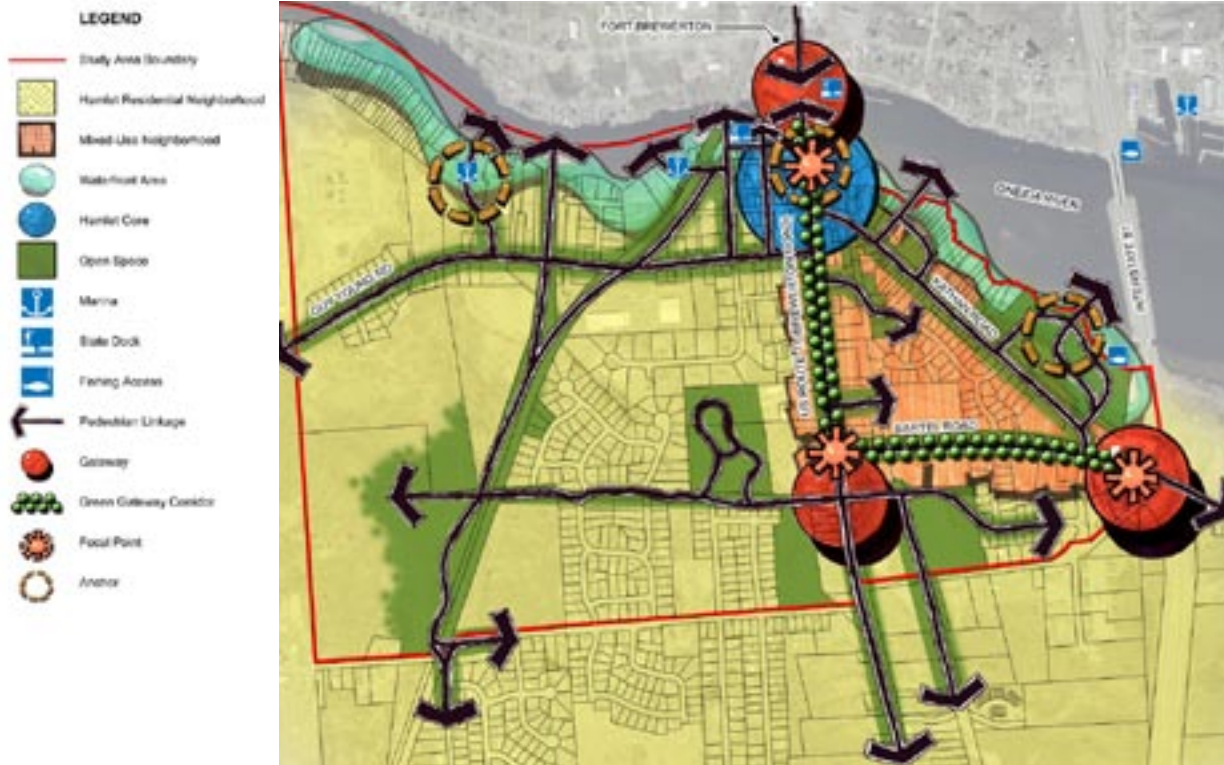 LEGEND
Study Area Boundary
Hamlet Residential Neighborhood
Mixed-Use Neighborhood
Waterfront Area
Hamlet Core
Open Space
Marina
State Dock
Fishing Access
Pedestrian Linkage
Gateway
Green Gateway Corridor
Focal Point
Anchor
FORT BREWERTON
ONEIDA RIVER
BARTEL ROAD